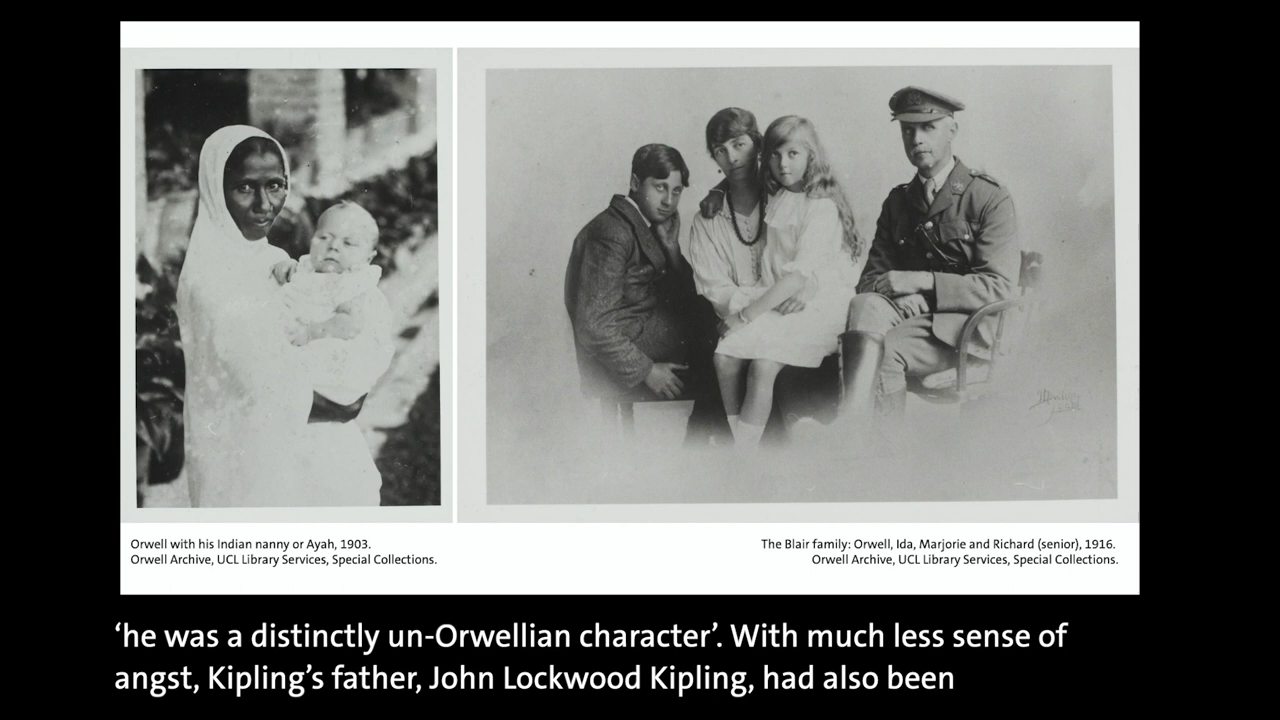 Orwell with his Indian nanny or Ayah, 1903.
Orwell Archive, UCL Library Services, Special Collections.
The Blair family: Orwell, Ida, Marjorie and Richard (senior), 1916.
Orwell Archive, UCL Library Services, Special Collections.
‘he was a distinctly un-Orwellian character’. With much less sense of
angst, Kipling’s father, John Lockwood Kipling, had also been